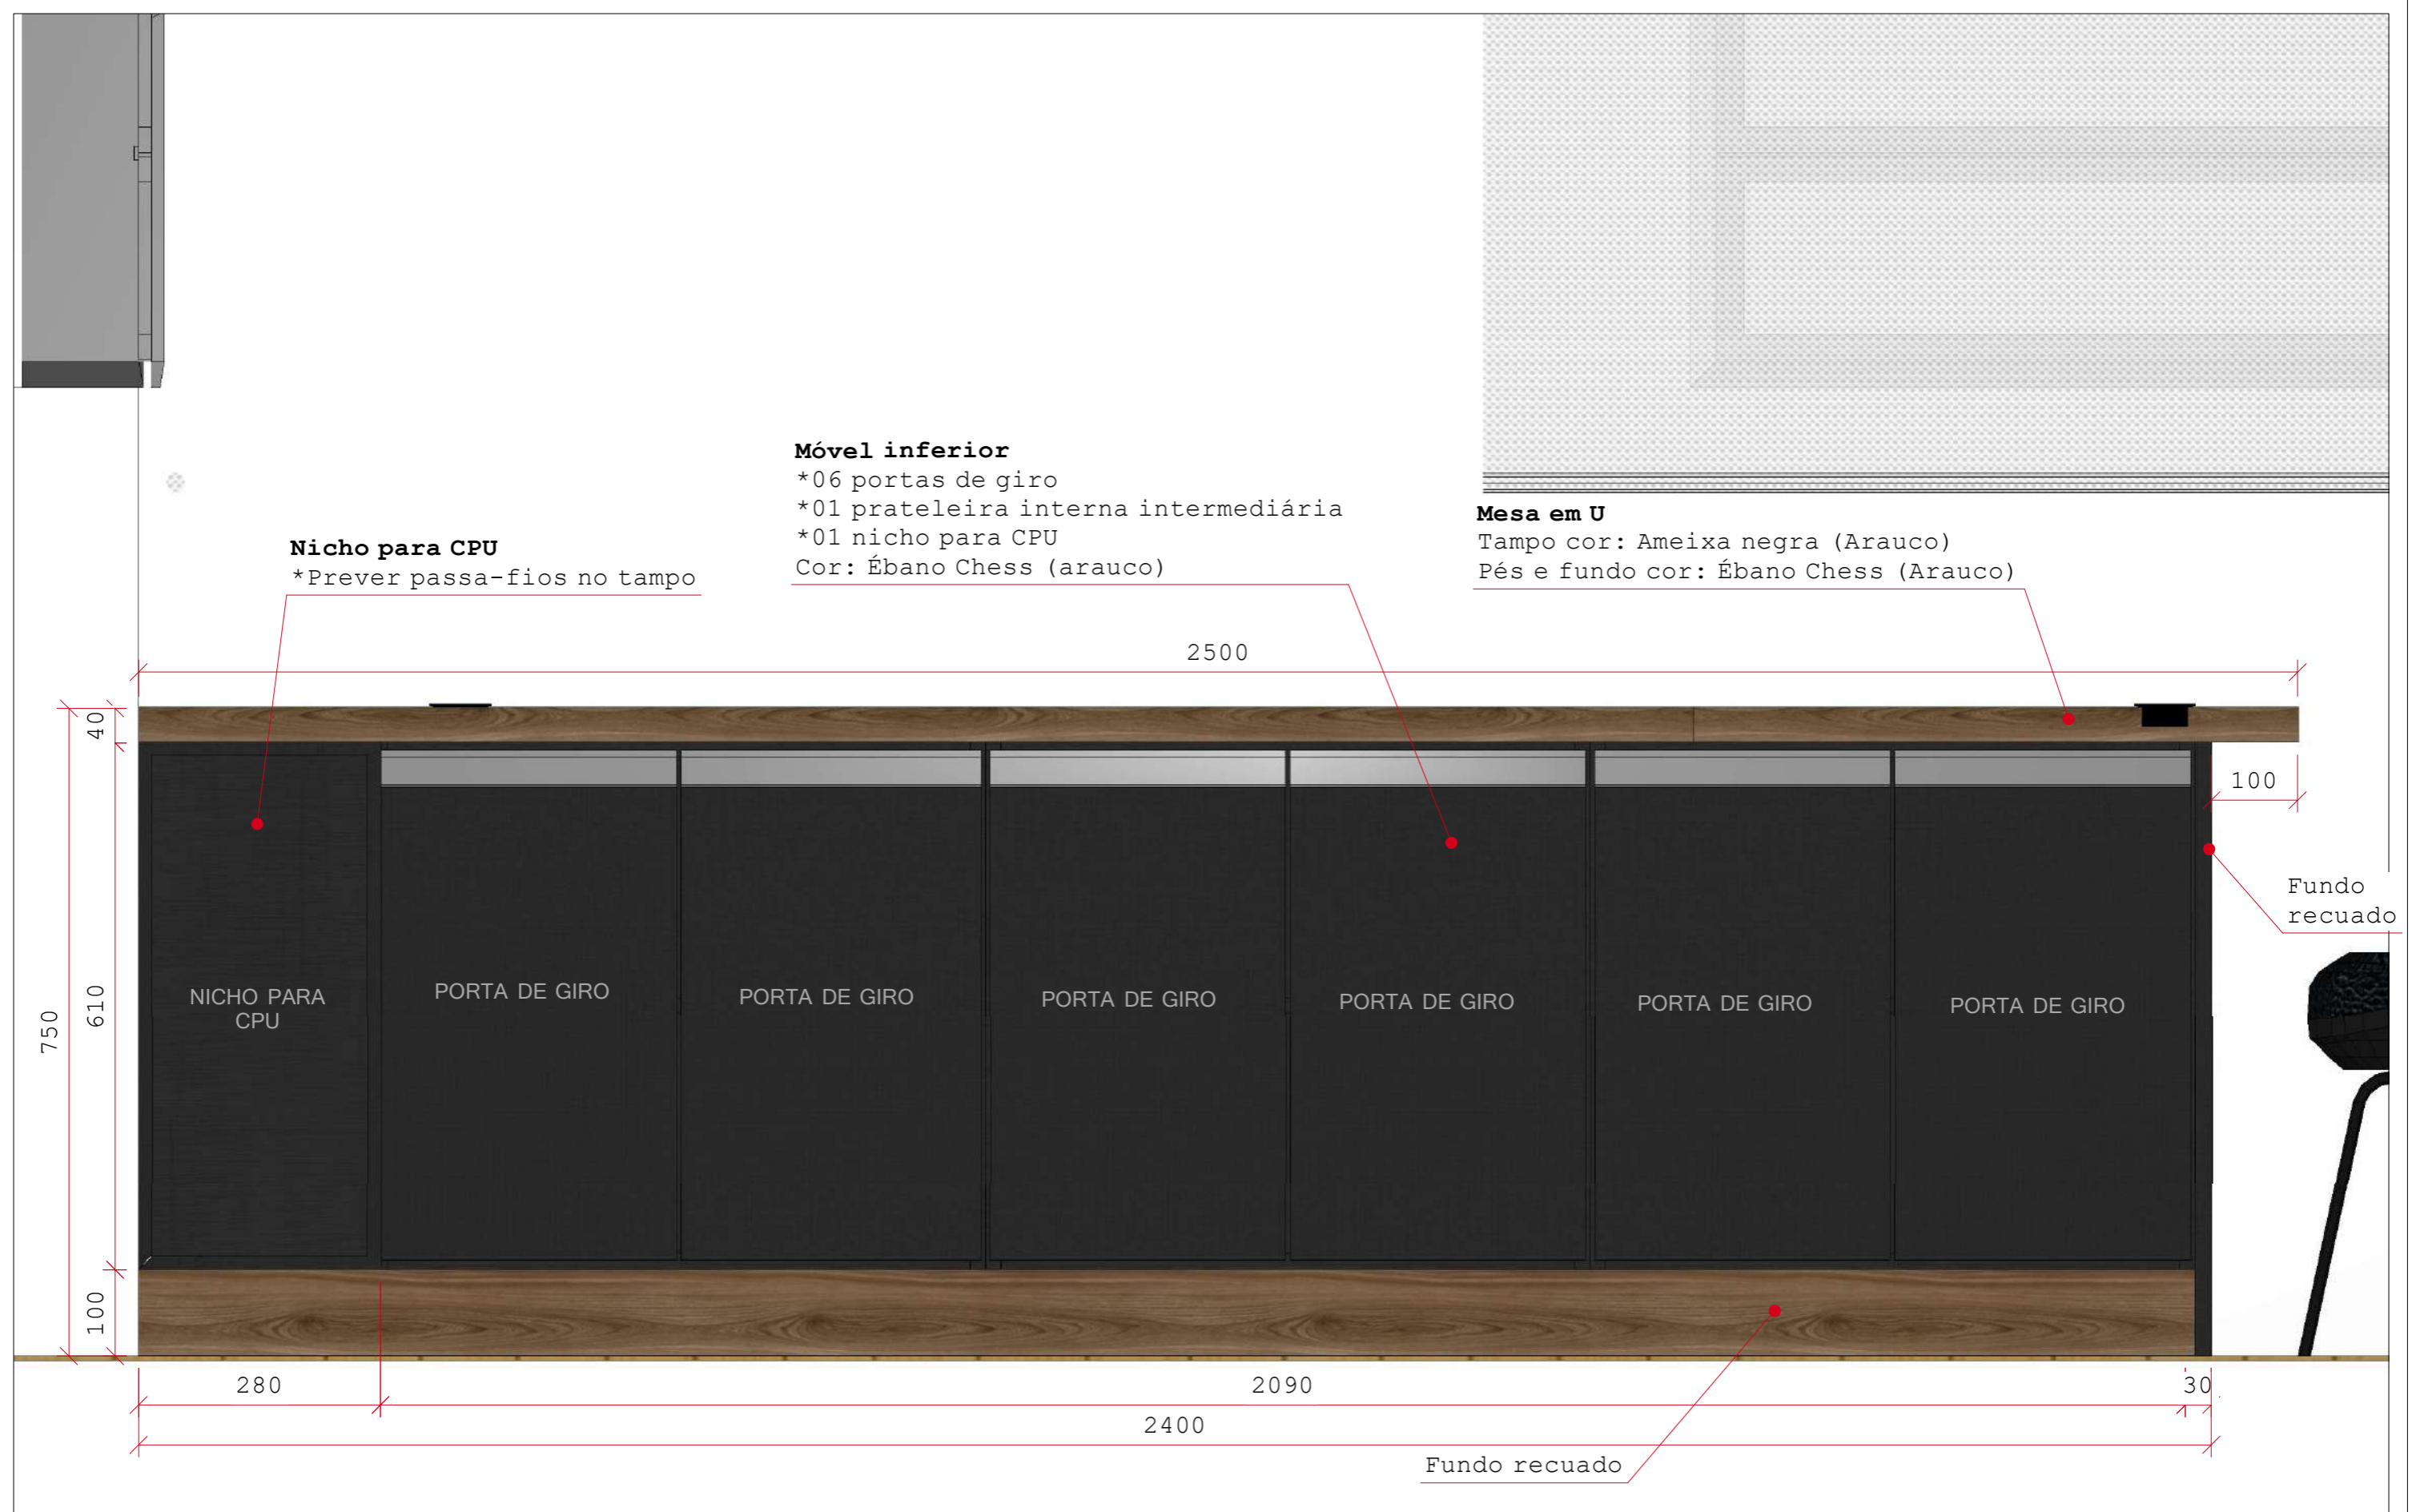 Móvel inferior
*06 portas de giro
*01 prateleira interna intermediária
*01 nicho para CPU
Cor: Ébano Chess (arauco)
Nicho para CPU
*Prever passa-fios no tampo
Mesa em U
Tampo cor: Ameixa negra (Arauco)
Pés e fundo cor: Ébano Chess (Arauco)
2500
40
610
750
100
100
Fundo
recuado
NICHO PARA
CPU
PORTA DE GIRO
PORTA DE GIRO
PORTA DE GIRO
PORTA DE GIRO
PORTA DE GIRO
PORTA DE GIRO
280
2090
30
2400
Fundo recuado